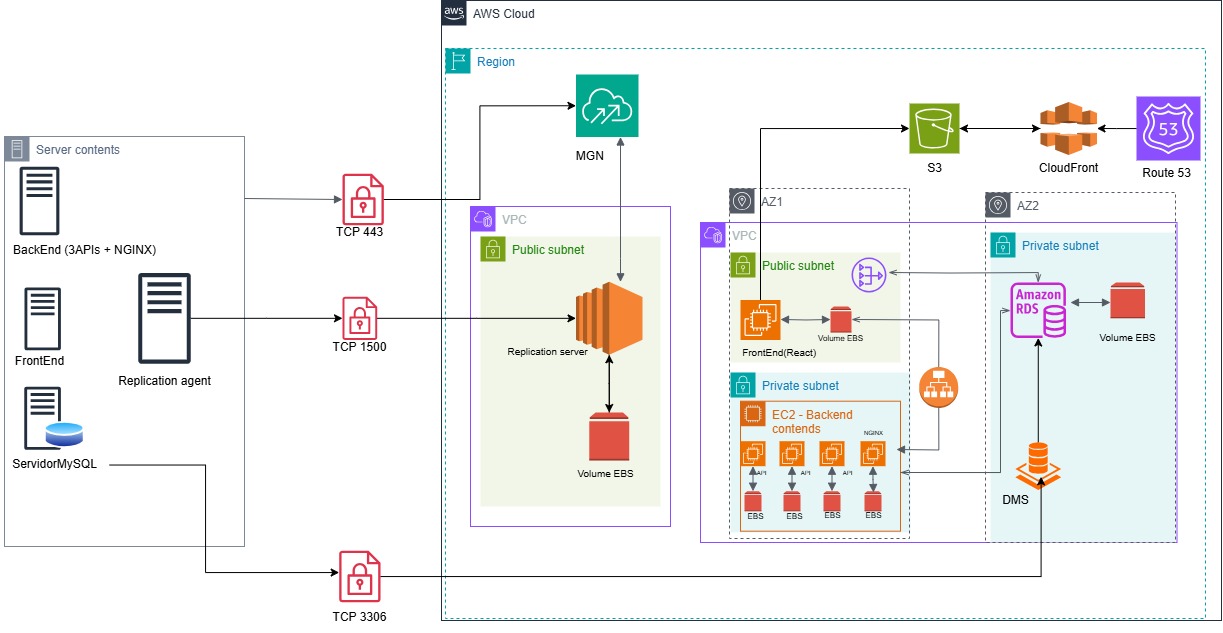 aws
AWS Cloud
Region
MGN
S3
CloudFront
53
Route 53
Server contents
BackEnd (3APIs + NGINX)
FrontEnd
Replication agent
ServidorMySQL
TCP 443
TCP 1500
TCP 3306
VPC
Public subnet
Replication server
Volume EBS
AZ1
VPC
Public subnet
FrontEnd(React)
Volume EBS
Private subnet
EC2 - Backend
contends
NGINX
API
API
API
EBS
EBS
EBS
EBS
AZ2
Private subnet
Amazon
RDS
Volume EBS
DMS